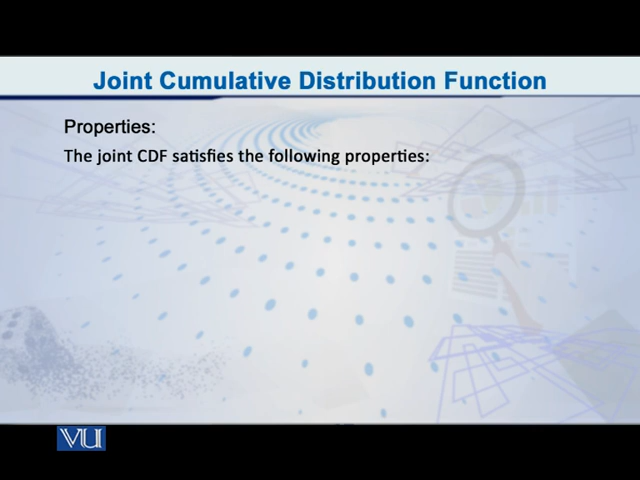 Joint Cumulative Distribution Function
Properties:
The joint CDF satisfies the following properties:
VU